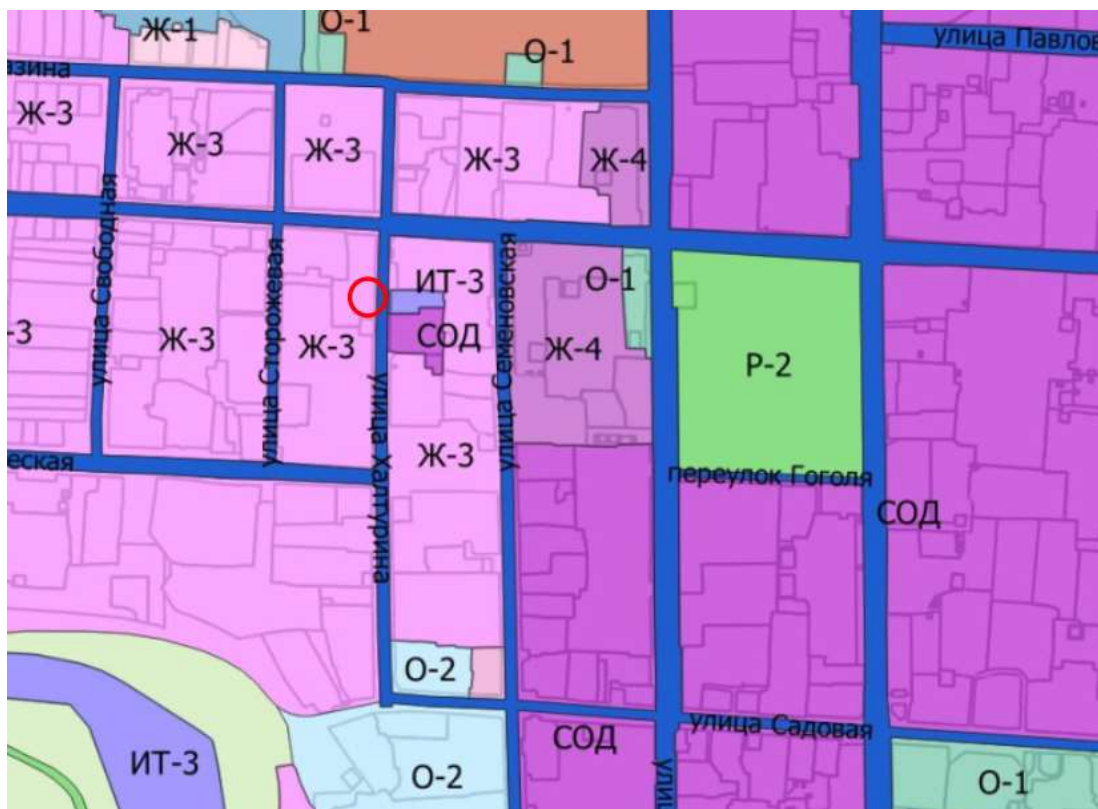 Ж-1
О-1
О-1
улица Павлов
азина
Ж-3
Ж-3
Ж-3
Ж-3
Ж-4
улица Свободная
улица Сторожевая
улица Семеновская
ИТ-3
О-1
-3
Ж-3
Ж-3
СОД
Ж-4
Р-2
улица Халтурина
Ж-3
еская
переулок Гоголя
СОД
О-2
улица Садовая
СОД
ИТ-3
О-2
ули
О-1